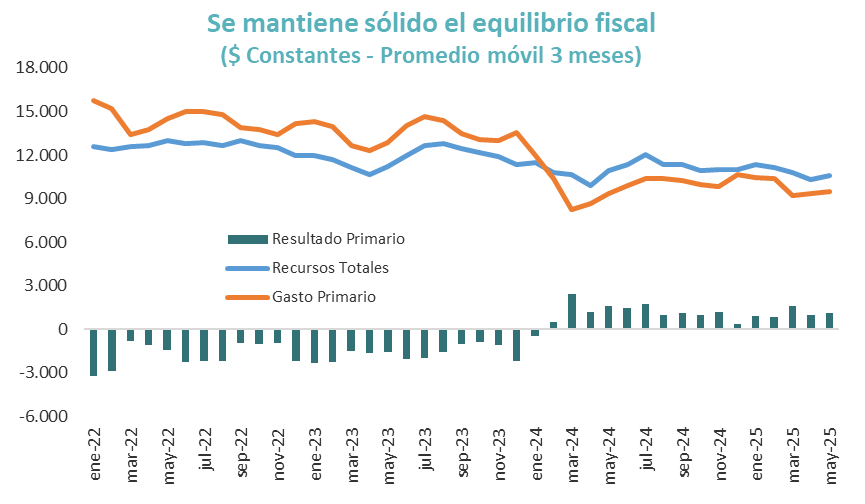 Se mantiene sólido el equilibrio fiscal
($ Constantes - Promedio móvil 3 meses)
18.000
15.000
12.000
9.000
6.000
3.000
0
-3.000
-6.000
Resultado Primario
Recursos Totales
Gasto Primario
ene-22
mar-22
may-22
jul-22
sep-22
nov-22
ene-23
mar-23
may-23
jul-23
sep-23
nov-23
ene-24
mar-24
may-24
jul-24
sep-24
nov-24
ene-25
mar-25
may-25